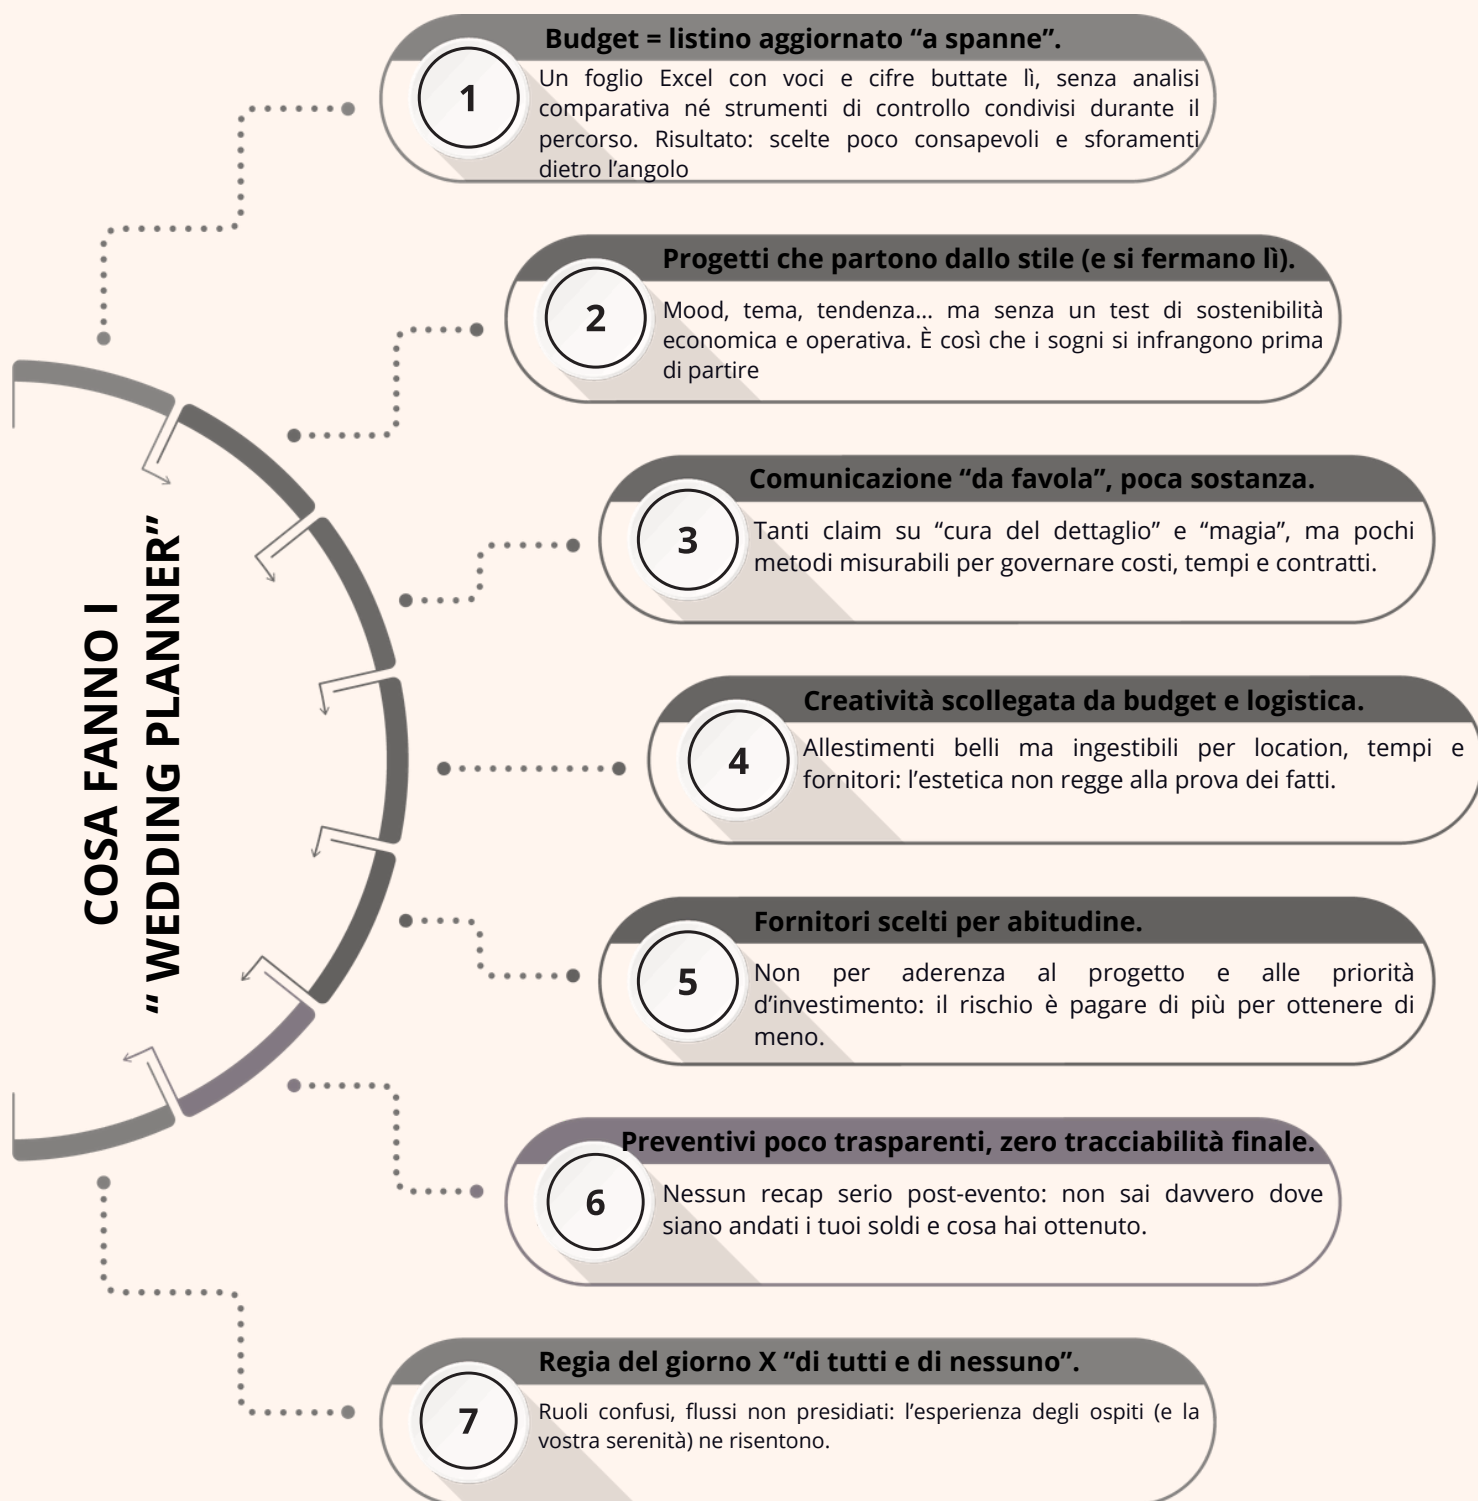 COSA FANNO I
“ WEDDING PLANNER”
1
Budget = listino aggiornato “a spanne”.
Un foglio Excel con voci e cifre buttate lì, senza analisi
comparativa né strumenti di controllo condivisi durante il
percorso. Risultato: scelte poco consapevoli e sforamenti
dietro l’angolo
2
Progetti che partono dallo stile (e si fermano lì).
Mood, tema, tendenza... ma senza un test di sostenibilità
economica e operativa. È così che i sogni si infrangono prima
di partire
3
Comunicazione “da favola”, poca sostanza.
Tanti claim su “cura del dettaglio” e “magia”, ma pochi
metodi misurabili per governare costi, tempi e contratti.
4
Creatività scollegata da budget e logistica.
Allestimenti belli ma ingestibili per location, tempi e
fornitori: l’estetica non regge alla prova dei fatti.
5
Fornitori scelti per abitudine.
Non per aderenza al progetto e alle priorità
d’investimento: il rischio è pagare di più per ottenere di
meno.
6
Preventivi poco trasparenti, zero tracciabilità finale.
Nessun recap serio post-evento: non sai davvero dove
siano andati i tuoi soldi e cosa hai ottenuto.
7
Regia del giorno X “di tutti e di nessuno”.
Ruoli confusi, flussi non presidiati: l’esperienza degli ospiti (e la
vostra serenità) ne risentono.